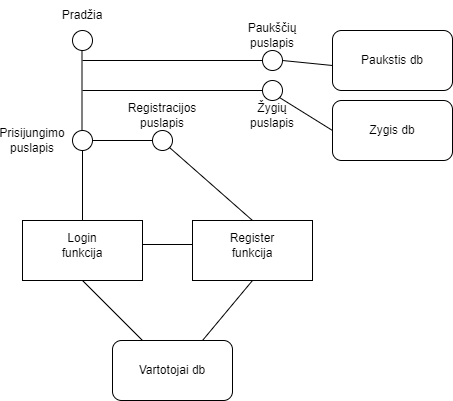 Pradžia
Paukščių
puslapis
Paukstis db
Registracijos
puslapis
Žygių
puslapis
Zygis db
Prisijungimo
puslapis
Login
funkcija
Register
funkcija
Vartotojai db